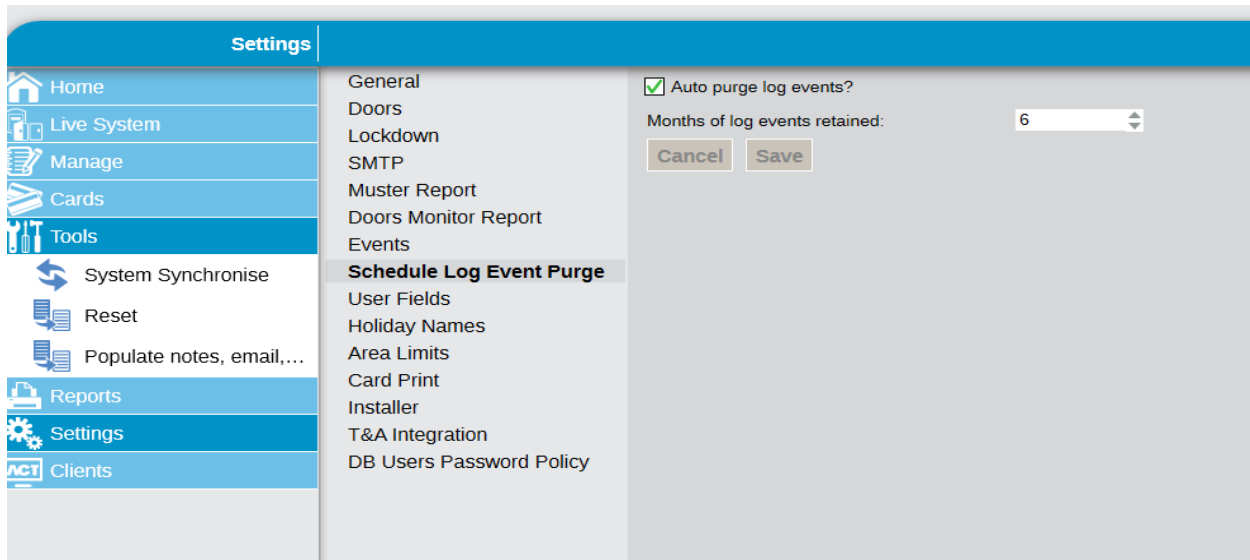 Settings
Home
Live System
Manage
Cards
Tools
System Synchronise
Reset
Populate notes, email,...
Reports
Settings
ACT Clients
General
Doors
Lockdown
SMTP
Muster Report
Doors Monitor Report
Events
Schedule Log Event Purge
User Fields
Holiday Names
Area Limits
Card Print
Installer
T&A Integration
DB Users Password Policy
Auto purge log events?
Months of log events retained: 6
Cancel Save